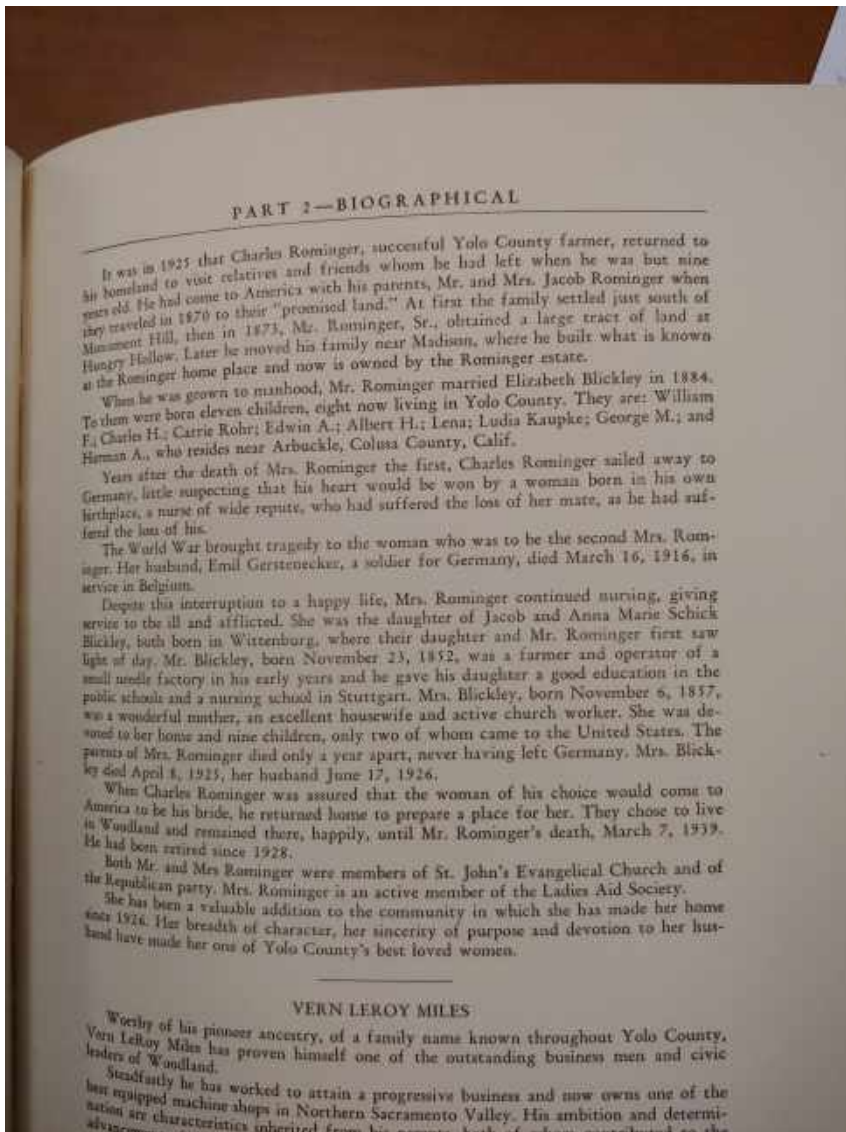 PART 2—BIOGRAPHICAL
It was in 1925 that Charles Rominger, successful Yolo County farmer, returned to
his homeland to visit relatives and friends whom he had left when he was but nine
years old. He had come to America with his parents, Mr. and Mrs. Jacob Rominger when
they traveled in 1870 to their "promised land." At first the family settled just south of
Monument Hill, then in 1873, Mr. Rominger, Sr., obtained a large tract of land at
Hungry Hollow. Later he moved his family near Madison, where he built what is known
at the Rominger home place and now is owned by the Rominger estate.
When he was grown to manhood, Mr. Rominger married Elizabeth Blickley in 1884.
To them were born eleven children, eight now living in Yolo County. They are: William
F.; Charles H.; Carrie Rohr; Edwin A.; Albert H.; Lena; Ludia Kaupke; George M.; and
Herman A., who resides near Arbuckle, Colusa County, Calif.
Years after the death of Mrs. Rominger the first, Charles Rominger sailed away to
Germany, little suspecting that his heart would be won by a woman born in his own
birthplace, a nurse of wide repute, who had suffered the loss of her mate, as he had suf-
fered the loss of his.
The World War brought tragedy to the woman who was to be the second Mrs. Rom-
inger. Her husband, Emil Gerstenecker, a soldier for Germany, died March 16, 1916, in
service in Belgium.
Despite this interruption to a happy life, Mrs. Rominger continued nursing, giving
service to the ill and afflicted. She was the daughter of Jacob and Anna Marie Schick
Blickley, both born in Wittenburg, where their daughter and Mr. Rominger first saw
light of day. Mr. Blickley, born November 23, 1852, was a farmer and operator of a
small needle factory in his early years and he gave his daughter a good education in the
public schools and a nursing school in Stuttgart. Mrs. Blickley, born November 6, 1857,
was a wonderful mother, an excellent housewife and active church worker. She was de-
voted to her home and nine children, only two of whom came to the United States. The
parents of Mrs. Rominger died only a year apart, never having left Germany. Mrs. Blick-
ley died April 8, 1925, her husband June 17, 1926.
When Charles Rominger was assured that the woman of his choice would come to
America to be his bride, he returned home to prepare a place for her. They chose to live
in Woodland and remained there, happily, until Mr. Rominger's death, March 7, 1939.
He had been retired since 1928.
Both Mr. and Mrs Rominger were members of St. John's Evangelical Church and of
the Republican party. Mrs. Rominger is an active member of the Ladies Aid Society.
She has been a valuable addition to the community in which she has made her home
since 1926. Her breadth of character, her sincerity of purpose and devotion to her hus-
band have made her one of Yolo County's best loved women.
VERN LEROY MILES
Worthy of his pioneer ancestry, of a family name known throughout Yolo County,
Vern LeRoy Miles has proven himself one of the outstanding business men and civic
leaders of Woodland.
Steadfastly he has worked to attain a progressive business and now owns one of the
best equipped machine shops in Northern Sacramento Valley. His ambition and determi-
nation are characteristics inherited from his parents both of whom contributed to the